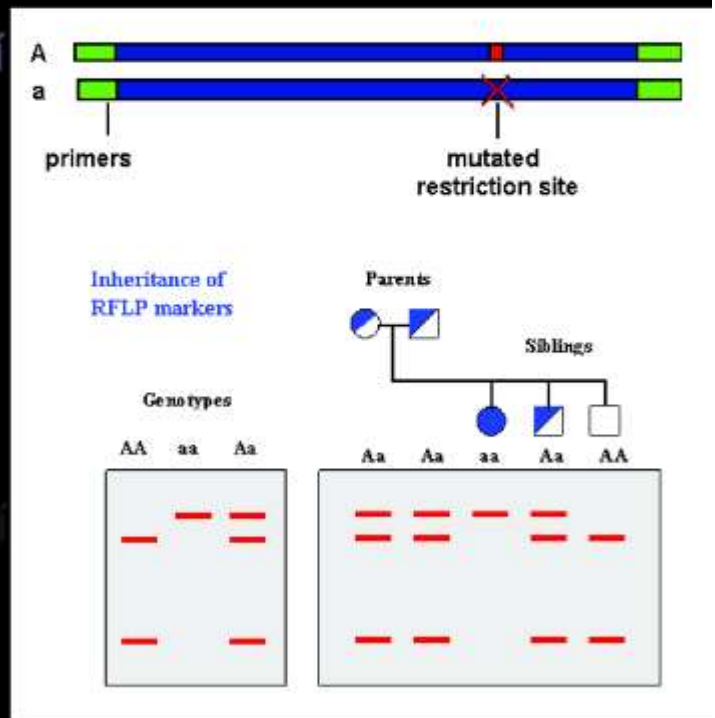 A
a
primers
mutated
restriction site
Inheritance of
RFLP markers
Parents
Siblings
Genotypes
AA aa Aa
Aa Aa aa Aa AA